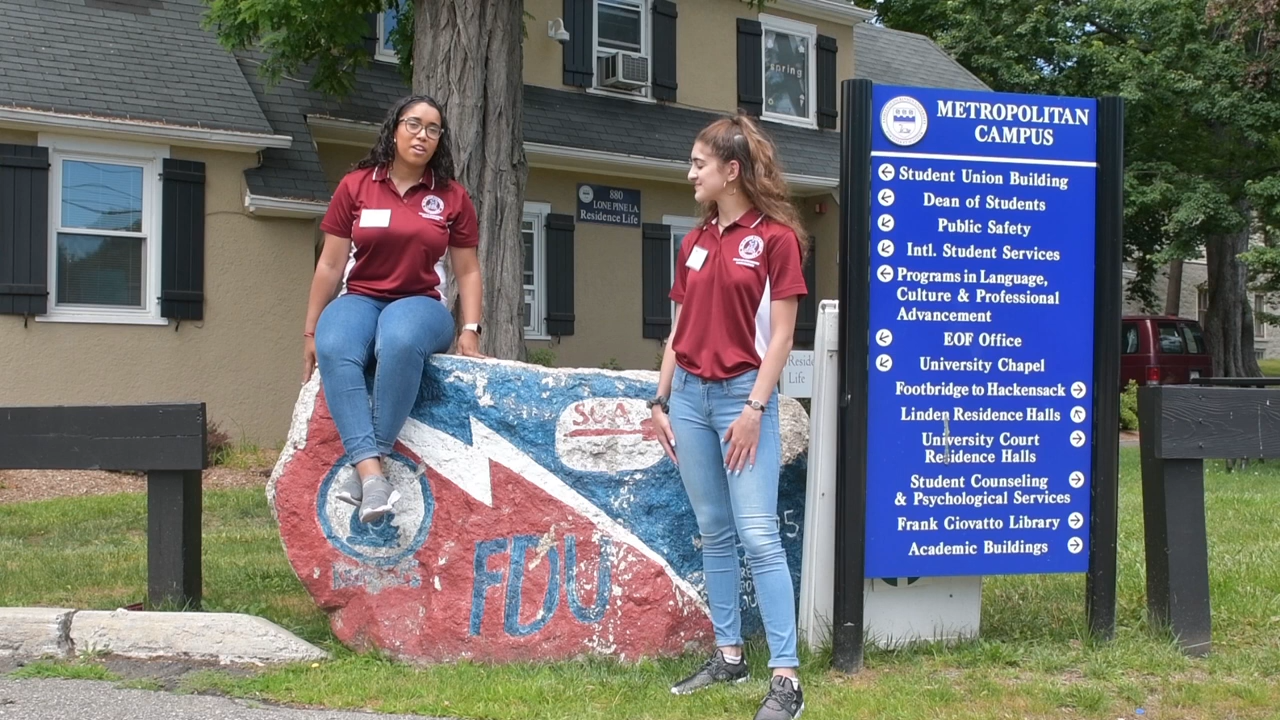 spring
880
LONE PINE LA.
Residence Life
METROPOLITAN
CAMPUS
Student Union Building
Dean of Students
Public Safety
Intl. Student Services
Programs in Language,
Culture & Professional
Advancement
EOF Office
University Chapel
Footbridge to Hackensack
Linden Residence Halls
University Court
Residence Halls
Student Counseling
& Psychological Services
Frank Giovatto Library
Academic Buildings
Life
SGA
FDU